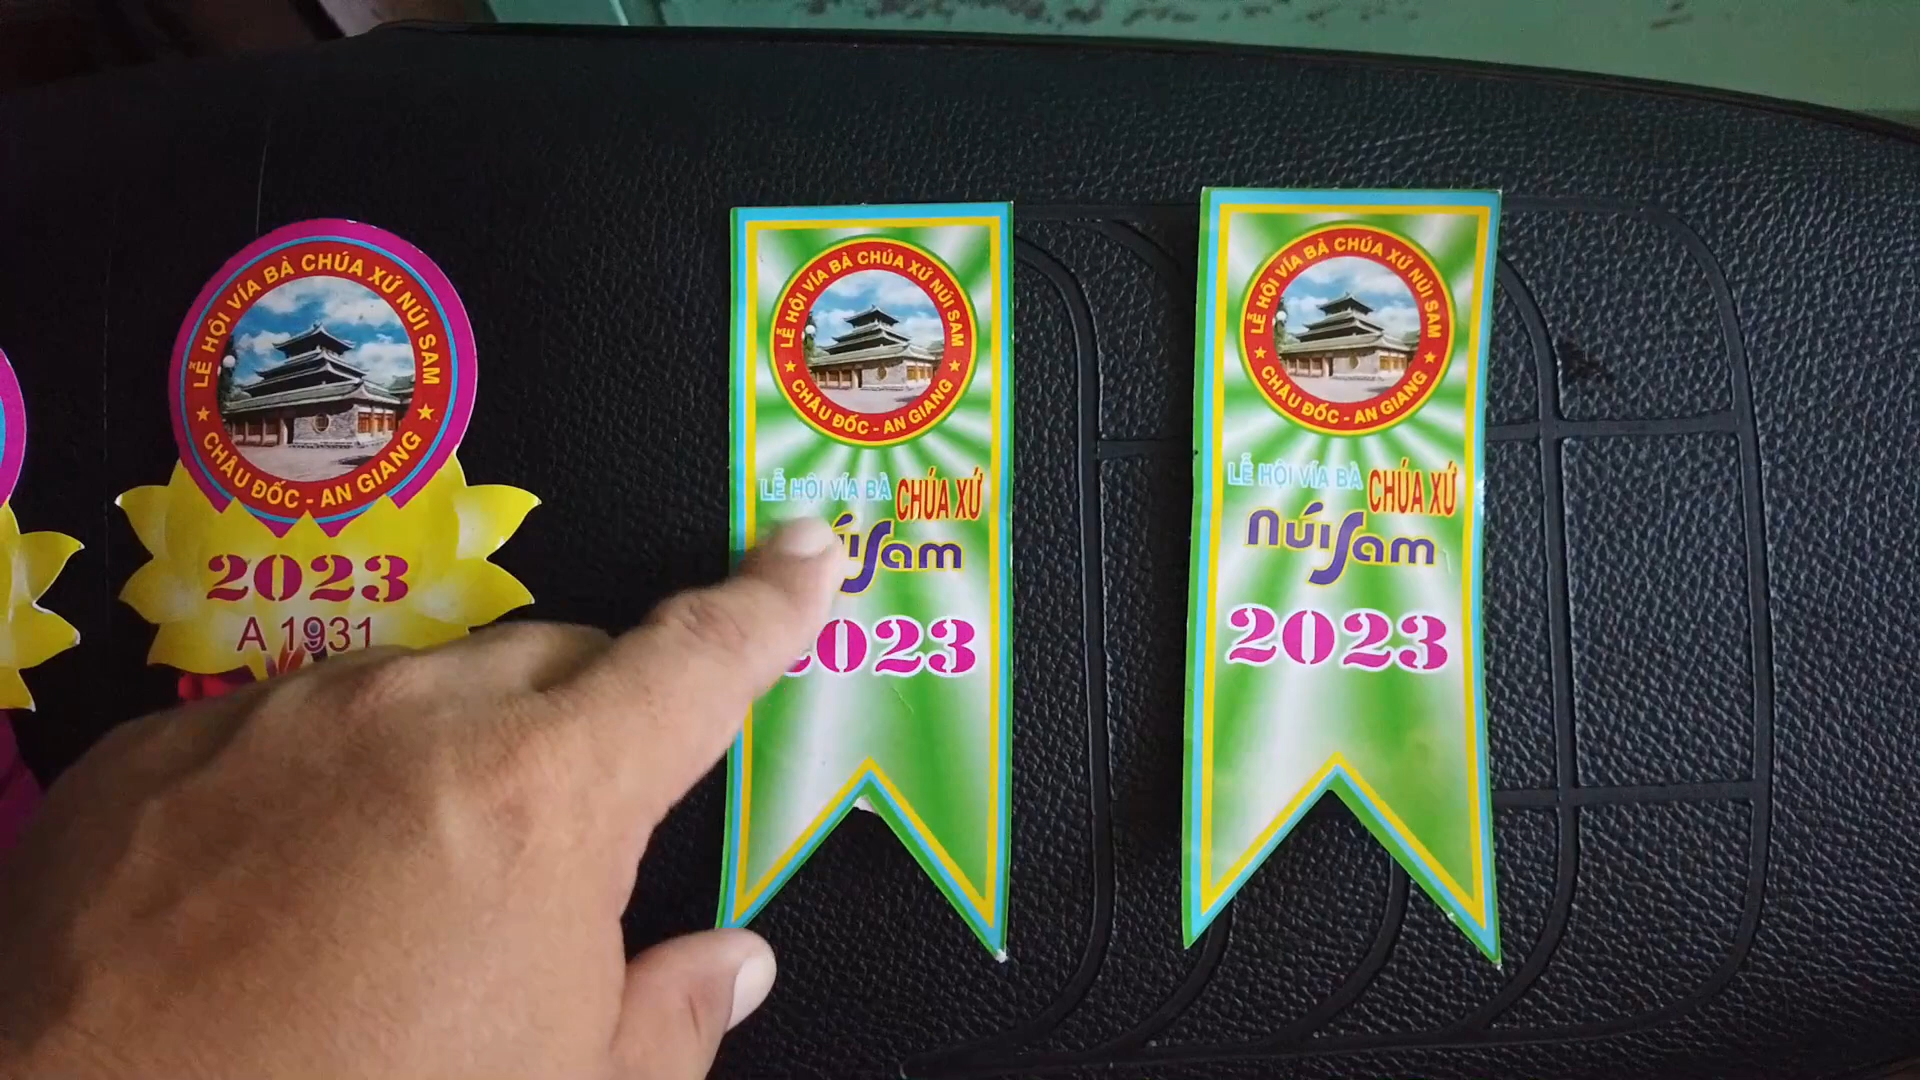 LỄ HỘI VÍA BÀ CHÚA XỨ NÚI SAM
★ CHÂU ĐỐC - AN GIANG ★
2023
A 1931
LỄ HỘI VÍA BÀ CHÚA XỨ NÚI SAM
★ CHÂU ĐỐC - AN GIANG ★
LỄ HỘI VÍA BÀ CHÚA XỨ
Sam
2023
LỄ HỘI VÍA BÀ CHÚA XỨ NÚI SAM
★ CHÂU ĐỐC - AN GIANG ★
LỄ HỘI VÍA BÀ CHÚA XỨ
núi Sam
2023